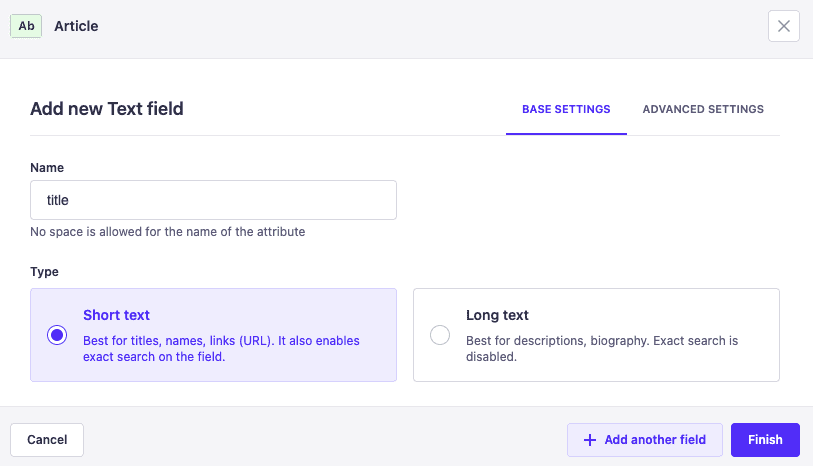 Ab Article
Add new Text field
BASE SETTINGS ADVANCED SETTINGS
Name
title
No space is allowed for the name of the attribute
Type
Short text
Best for titles, names, links (URL). It also enables
exact search on the field.
Long text
Best for descriptions, biography. Exact search is
disabled.
Cancel
Add another field
Finish